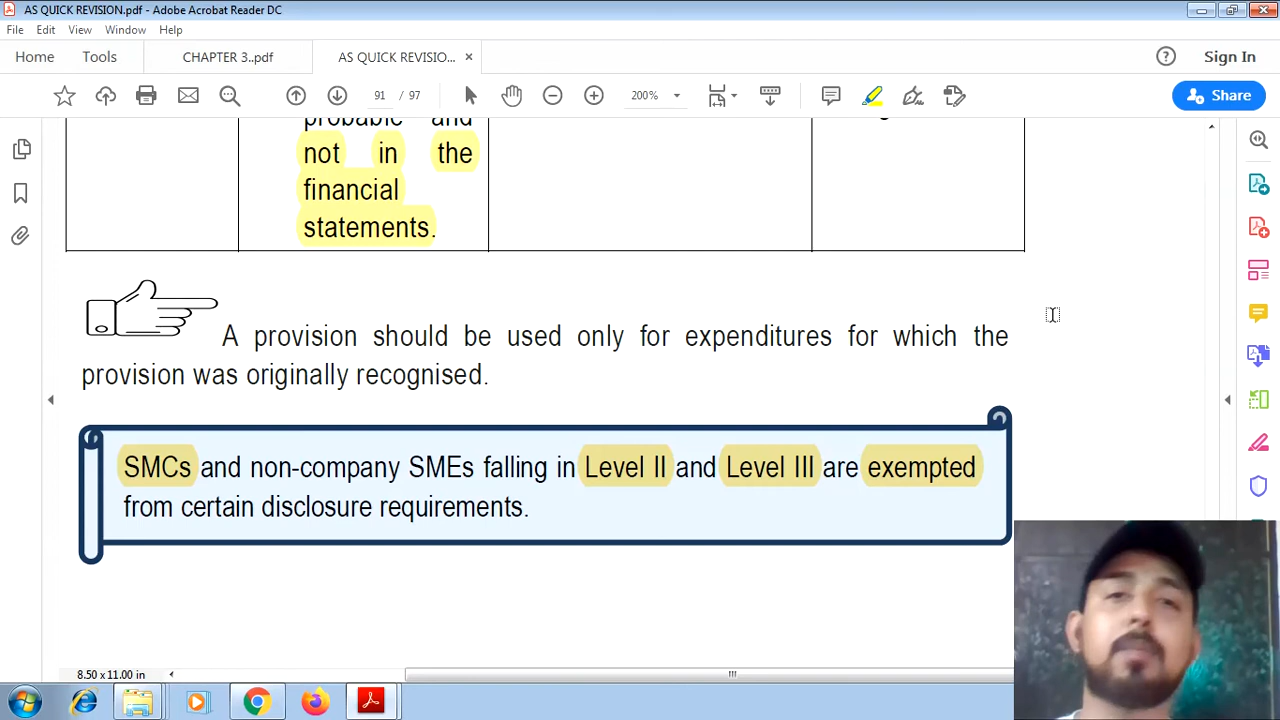 AS QUICK REVISION.pdf - Adobe Acrobat Reader DC
File Edit View Window Help
Home Tools CHAPTER 3..pdf AS QUICK REVISIO... × Sign In
91 / 97 200% Share
probable and
not in the
financial
statements.
A provision should be used only for expenditures for which the
provision was originally recognised.
SMCs and non-company SMEs falling in Level II and Level III are exempted
from certain disclosure requirements.
8.50 x 11.00 in